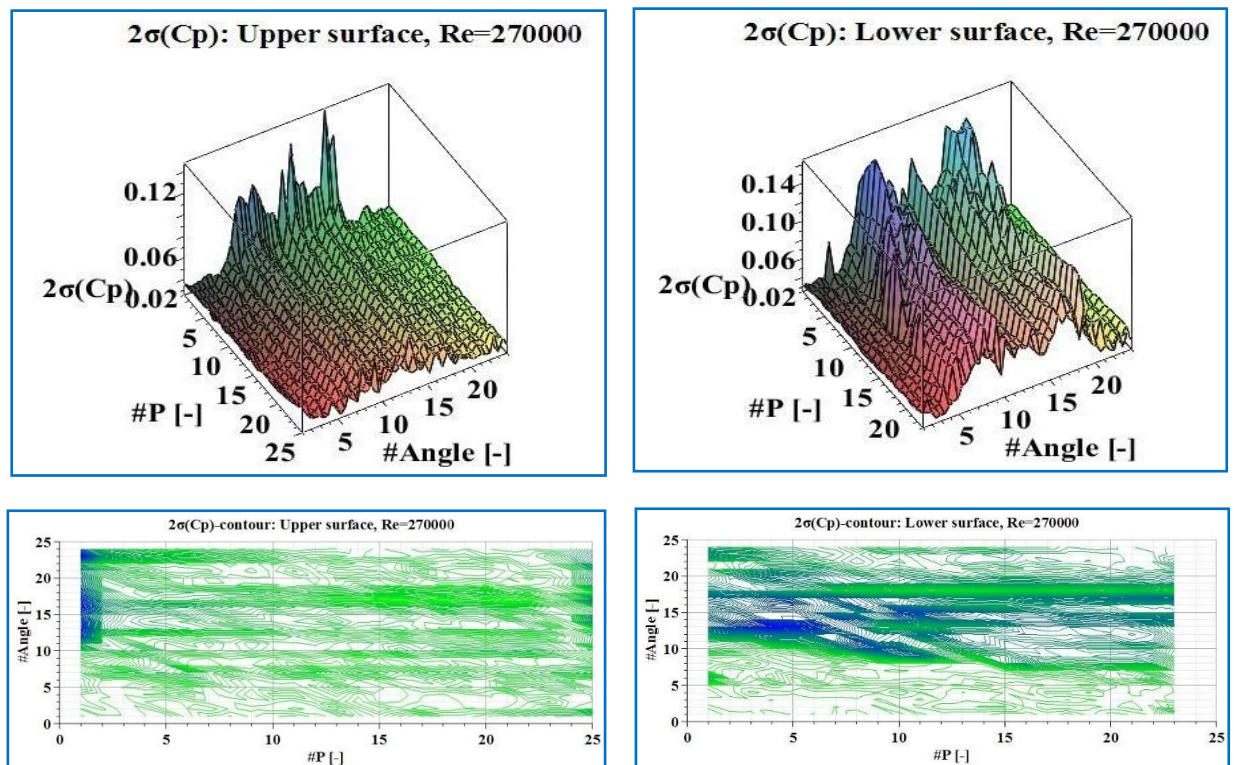 2σ(Cp): Upper surface, Re=270000
0.12
0.06
2σ(Cp)
0.02
5
10
15
20
25
#P [-]
5
10
15
20
#Angle [-]
2σ(Cp): Lower surface, Re=270000
0.14
0.10
0.06
2σ(Cp)
0.02
5
10
15
20
#P [-]
5
10
15
20
#Angle [-]
2σ(Cp)-contour: Upper surface, Re=270000
25
20
15
10
5
0
#Angle [-]
0 5 10 15 20 25
#P [-]
2σ(Cp)-contour: Lower surface, Re=270000
25
20
15
10
5
0
#Angle [-]
0 5 10 15 20 25
#P [-]